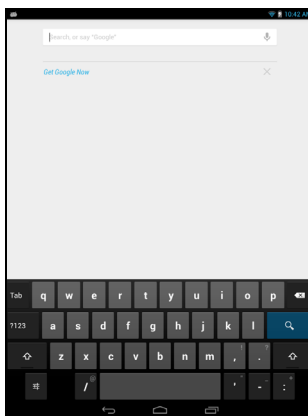 10:42 AM
Search, or say "Google"
Get Google Now
Tab q w e r t y u i o p
?123 a s d f g h j k l
z x c v b n m , ! . ?
/ @ ' " - _ : +